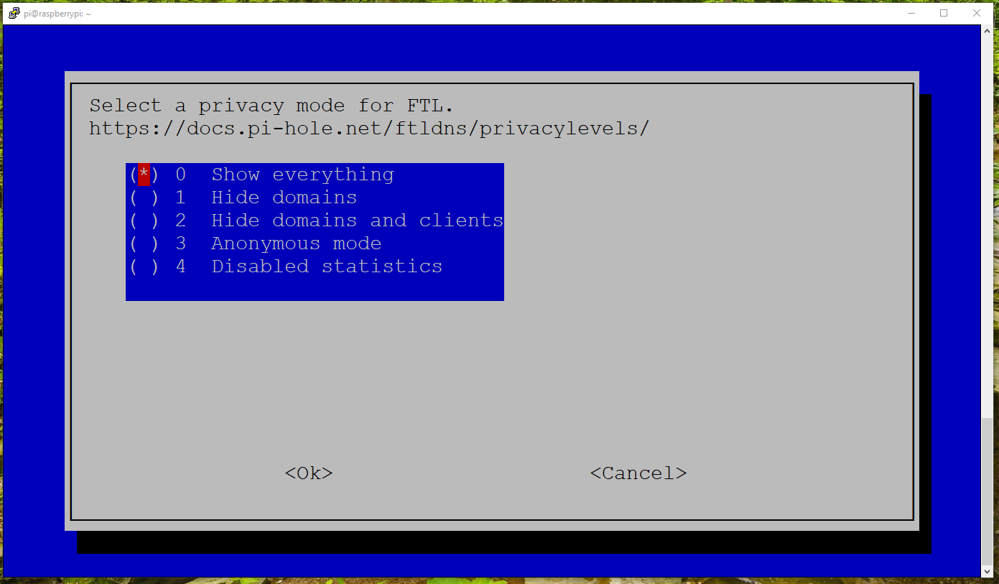 pi@raspberrypi: ~
Select a privacy mode for FTL.
https://docs.pi-hole.net/ftldns/privacylevels/
(*) 0  Show everything
( ) 1  Hide domains
( ) 2  Hide domains and clients
( ) 3  Anonymous mode
( ) 4  Disabled statistics
<Ok> <Cancel>